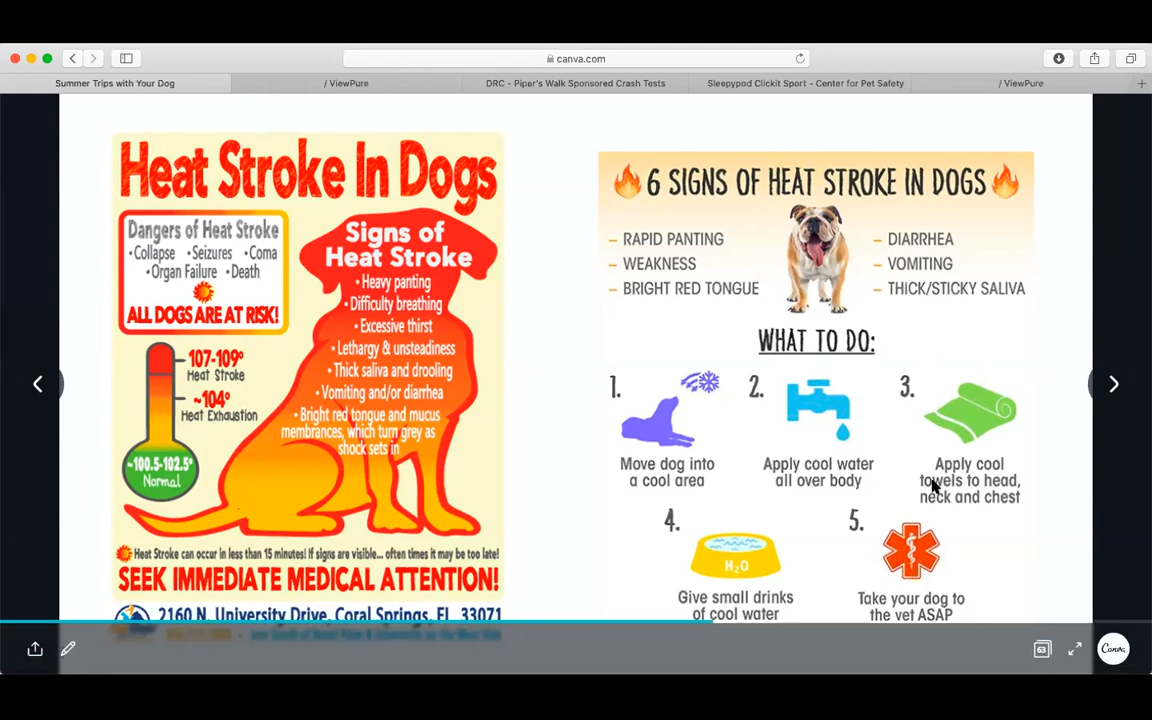 canva.com
Summer Trips with Your Dog
/ ViewPure
DRC - Piper's Walk Sponsored Crash Tests
Sleepypod Clickit Sport - Center for Pet Safety
/ ViewPure
Heat Stroke In Dogs
Dangers of Heat Stroke
•Collapse •Seizures •Coma
•Organ Failure •Death
ALL DOGS ARE AT RISK!
Signs of
Heat Stroke
• Heavy panting
• Difficulty breathing
• Excessive thirst
• Lethargy & unsteadiness
• Thick saliva and drooling
• Vomiting and/or diarrhea
• Bright red tongue and mucus
membranes, which turn grey as
shock sets in
107-109°
Heat Stroke
~104°
Heat Exhaustion
~100.5-102.5°
Normal
Heat Stroke can occur in less than 15 minutes! If signs are visible... often times it may be too late!
SEEK IMMEDIATE MEDICAL ATTENTION!
2160 N. University Drive, Coral Springs, FL 33071
6 SIGNS OF HEAT STROKE IN DOGS
– RAPID PANTING
– WEAKNESS
– BRIGHT RED TONGUE
– DIARRHEA
– VOMITING
– THICK/STICKY SALIVA
WHAT TO DO:
1.
Move dog into
a cool area
2.
Apply cool water
all over body
3.
Apply cool
towels to head,
neck and chest
4.
H₂O
Give small drinks
of cool water
5.
Take your dog to
the vet ASAP
63
Canva